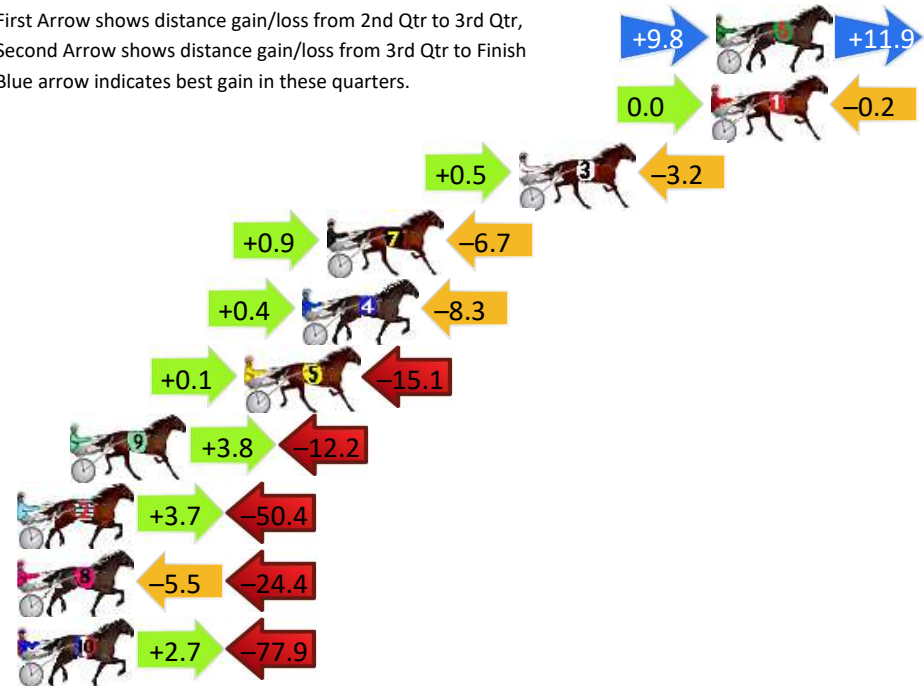 First Arrow shows distance gain/loss from 2nd Qtr to 3rd Qtr,
Second Arrow shows distance gain/loss from 3rd Qtr to Finish
Blue arrow indicates best gain in these quarters.
+9.8 +11.9
0.0 1 –0.2
+0.5 3 –3.2
+0.9 7 –6.7
+0.4 4 –8.3
+0.1 5 –15.1
9 +3.8 –12.2
2 +3.7 –50.4
8 –5.5 –24.4
10 +2.7 –77.9